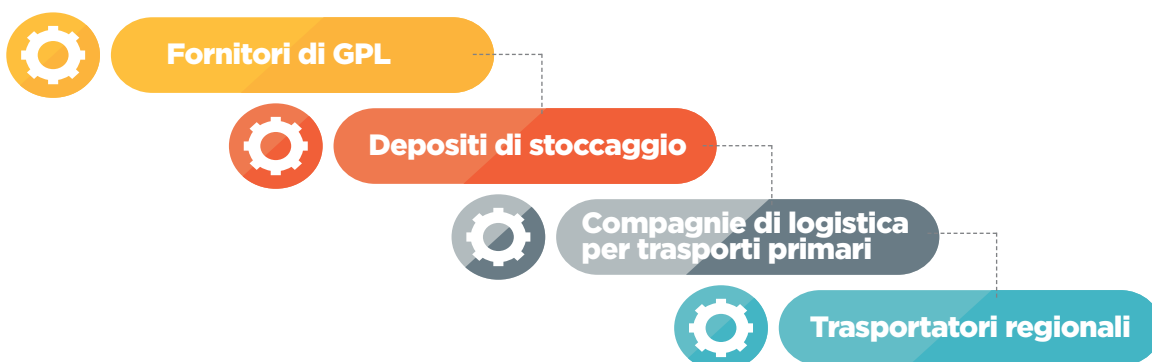 Fornitori di GPL
Depositi di stoccaggio
Compagnie di logistica
per trasporti primari
Trasportatori regionali